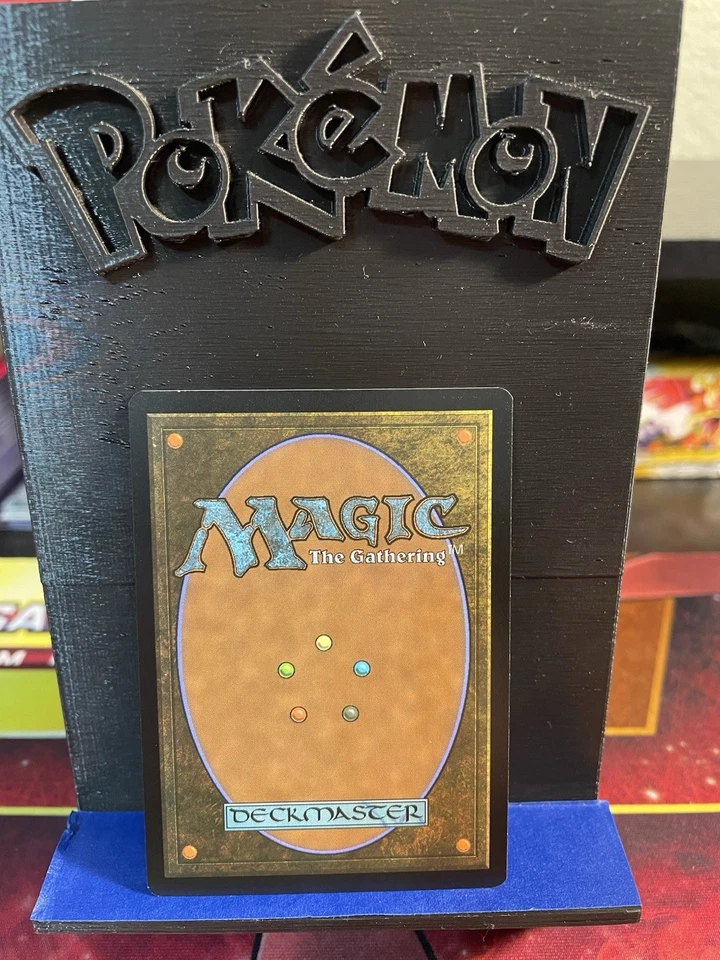 POKéMON
MAGIC
The Gathering™
DECKMASTER